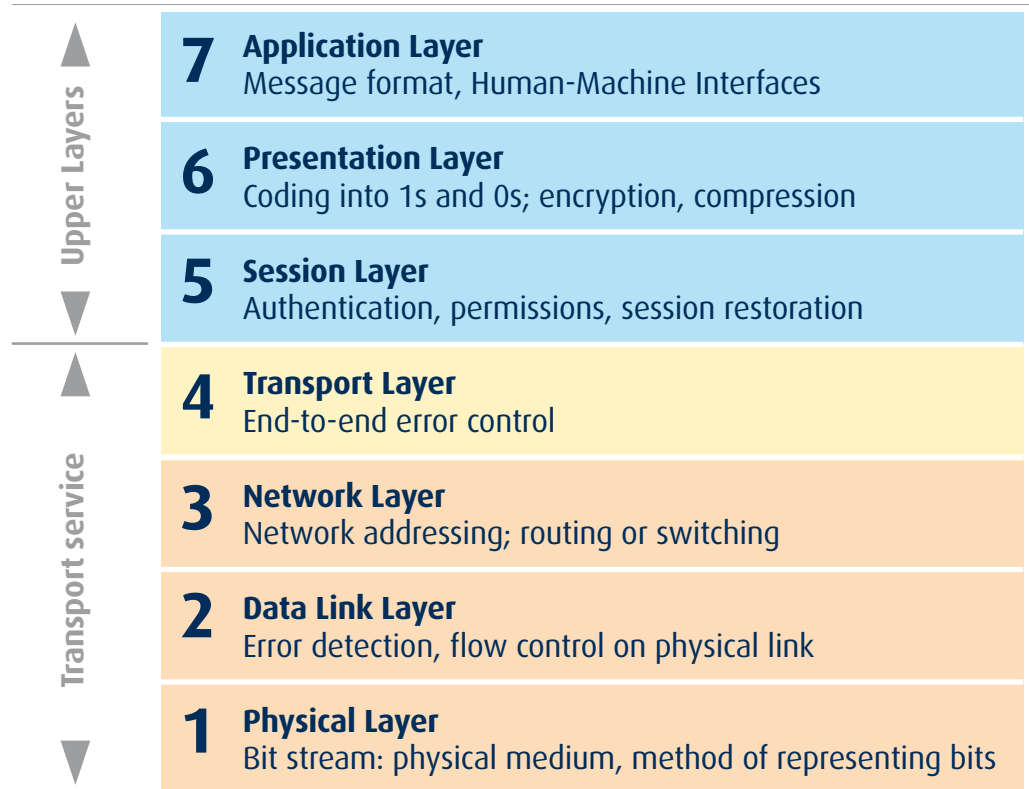 Upper Layers
7
Application Layer
Message format, Human-Machine Interfaces
6
Presentation Layer
Coding into 1s and 0s; encryption, compression
5
Session Layer
Authentication, permissions, session restoration
Transport service
4
Transport Layer
End-to-end error control
3
Network Layer
Network addressing; routing or switching
2
Data Link Layer
Error detection, flow control on physical link
1
Physical Layer
Bit stream: physical medium, method of representing bits